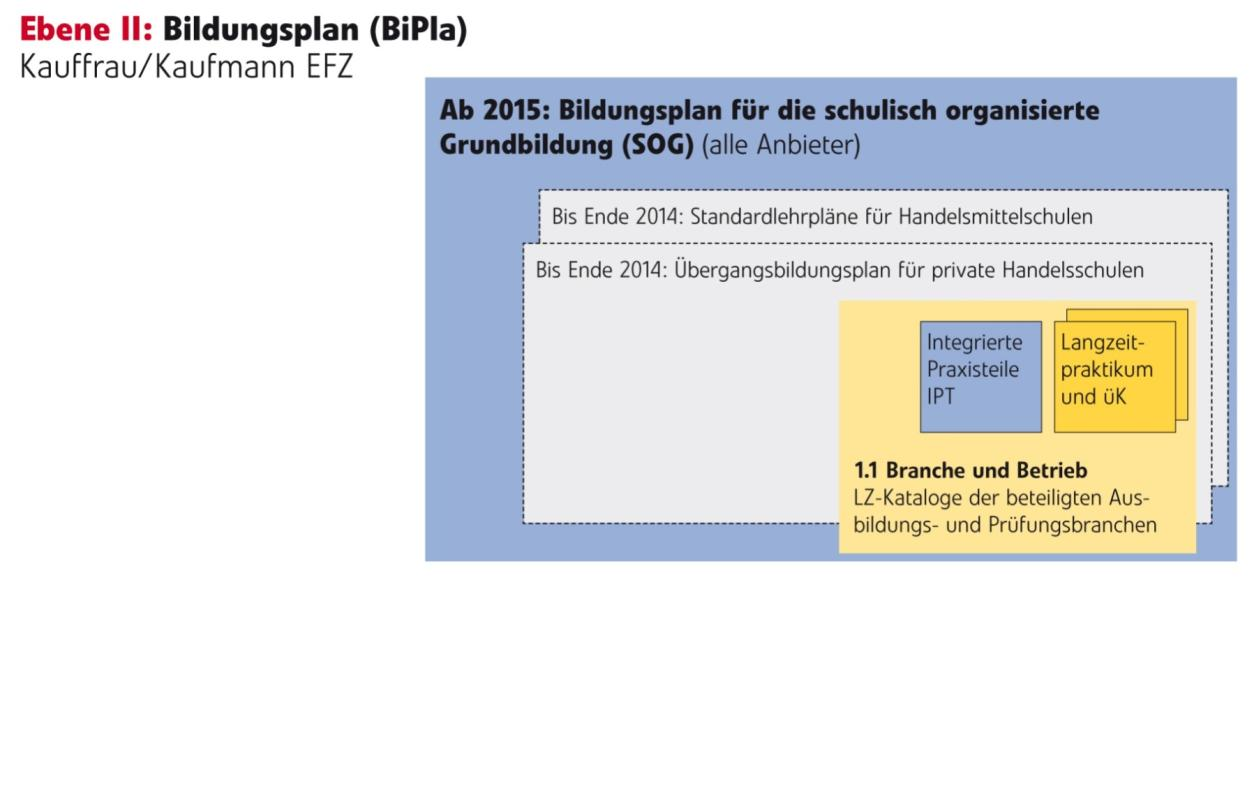 Ebene II: Bildungsplan (BiPla)
Kauffrau/Kaufmann EFZ
Ab 2015: Bildungsplan für die schulisch organisierte
Grundbildung (SOG) (alle Anbieter)
Bis Ende 2014: Standardlehrpläne für Handelsmittelschulen
Bis Ende 2014: Übergangsbildungsplan für private Handelsschulen
Integrierte
Praxisteile
IPT
Langzeit-
praktikum
und üK
1.1 Branche und Betrieb
LZ-Kataloge der beteiligten Aus-
bildungs- und Prüfungsbranchen